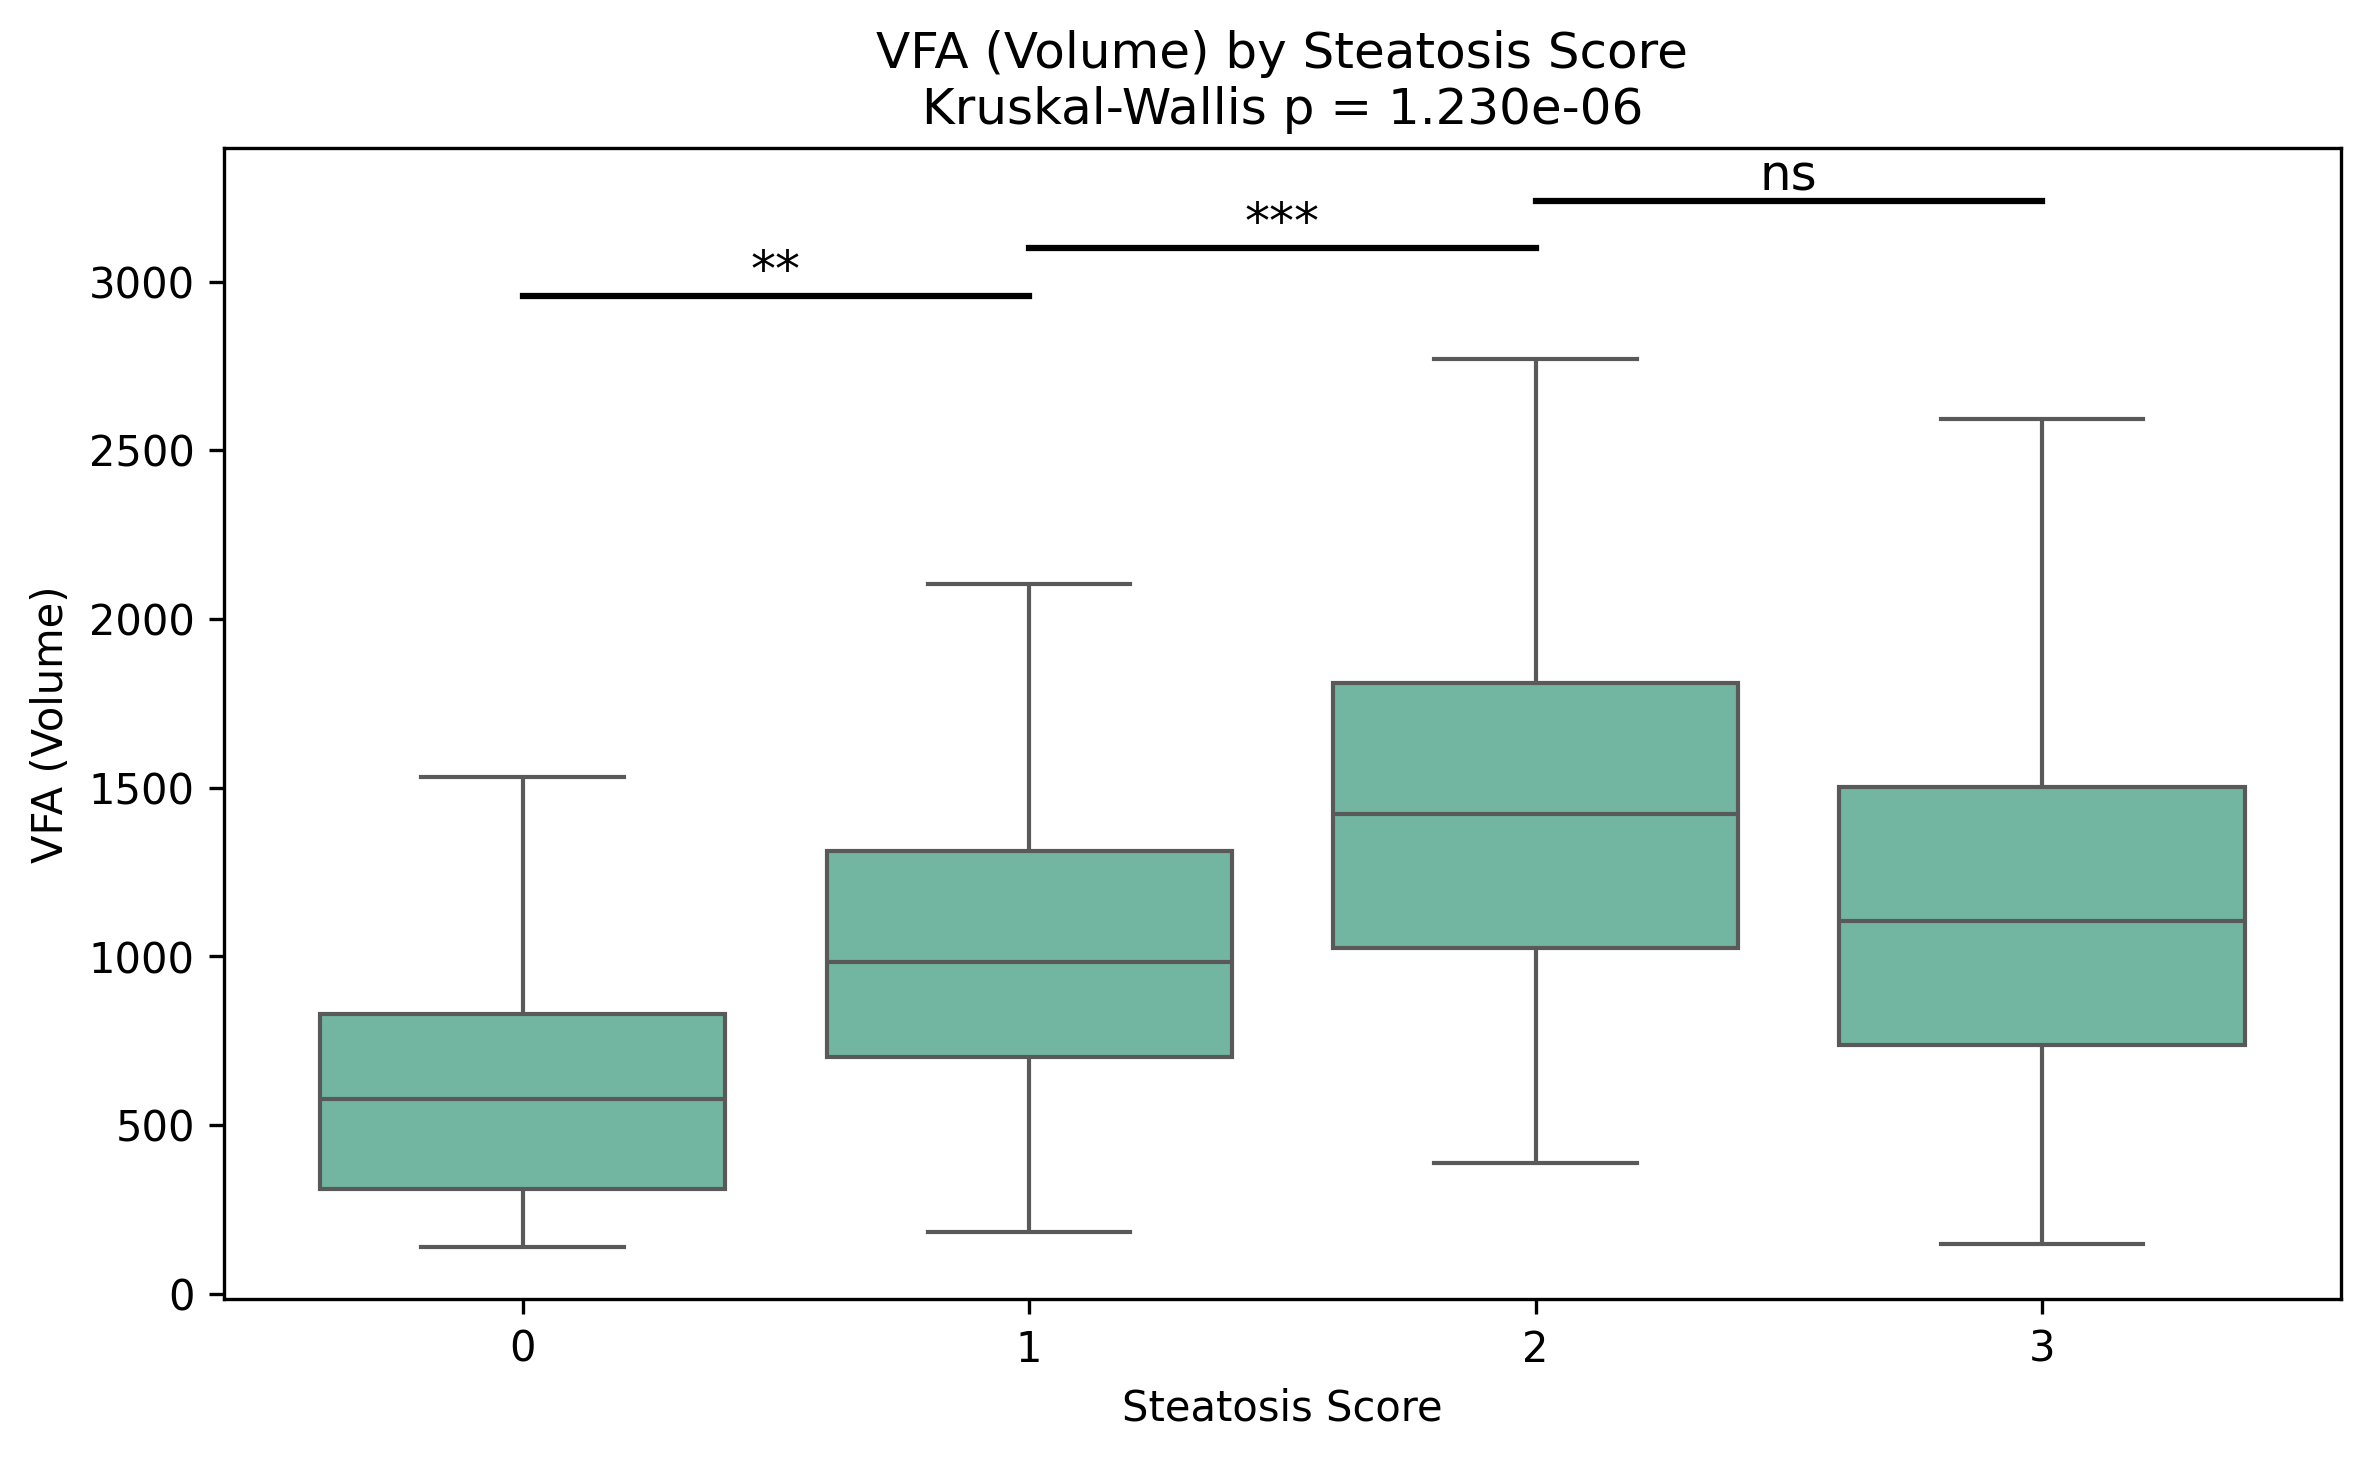 VFA (Volume) by Steatosis Score
Kruskal-Wallis p = 1.230e-06
ns
***
**
3000
2500
2000
1500
1000
500
0
VFA (Volume)
0 1 2 3
Steatosis Score